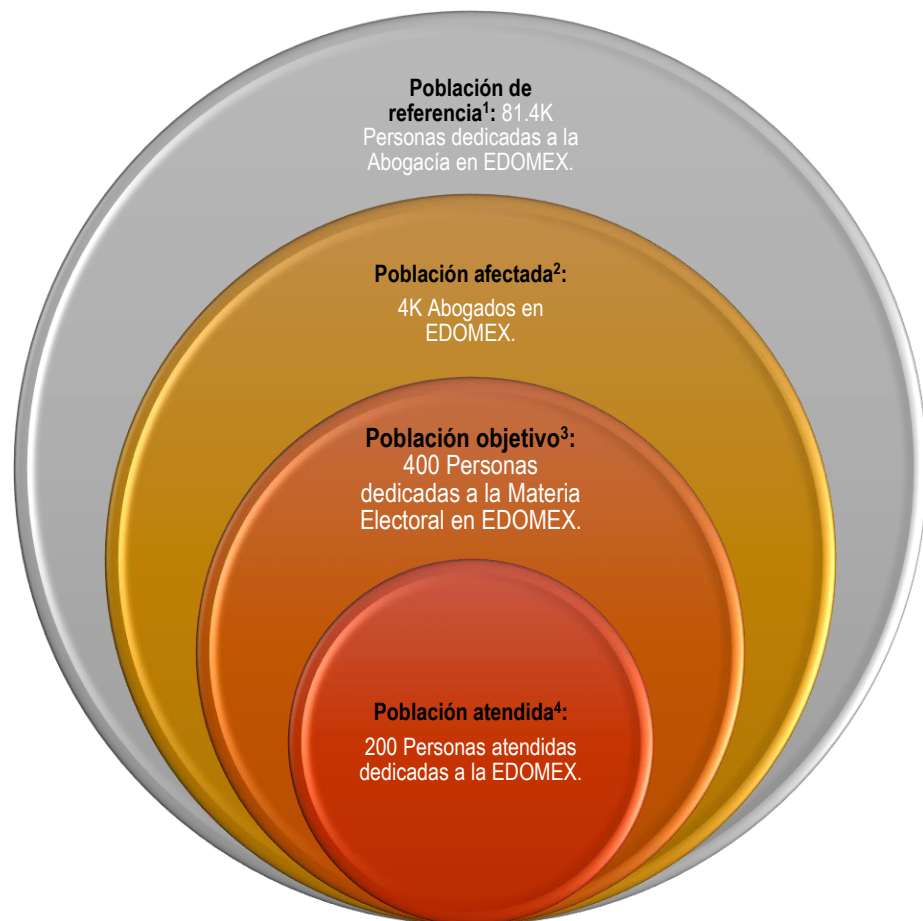 Población de
referencia¹: 81.4K
Personas dedicadas a la
Abogacía en EDOMEX.
Población afectada²:
4K Abogados en
EDOMEX.
Población objetivo³:
400 Personas
dedicadas a la Materia
Electoral en EDOMEX.
Población atendida⁴:
200 Personas atendidas
dedicadas a la EDOMEX.